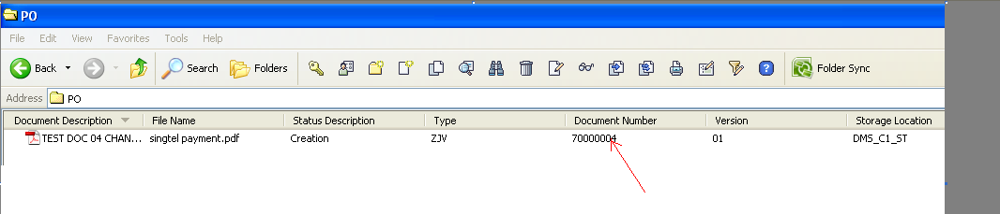 PO
File Edit View Favorites Tools Help
Back Search Folders Folder Sync
Address PO
Document Description File Name Status Description Type Document Number Version Storage Location
TEST DOC 04 CHAN... singtel payment.pdf Creation ZJV 70000004 01 DMS_C1_ST